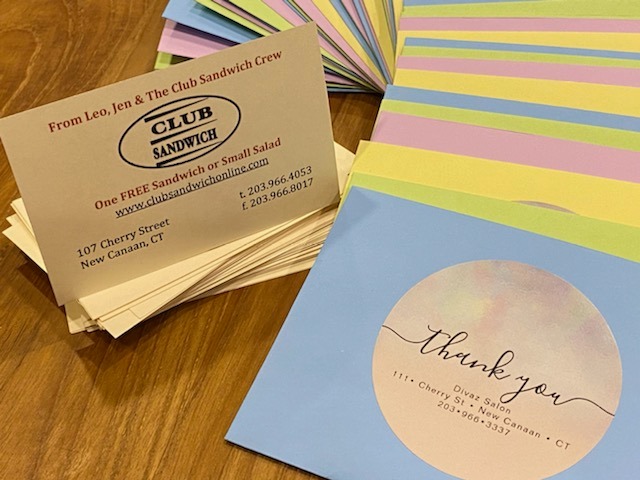 From Leo, Jen & The Club Sandwich Crew
CLUB
SANDWICH
One FREE Sandwich or Small Salad
www.clubsandwichonline.com
t. 203.966.4053
f. 203.966.8017
107 Cherry Street
New Canaan, CT
thank you
Divaz Salon
111• Cherry St • New Canaan • CT
203•966•3337